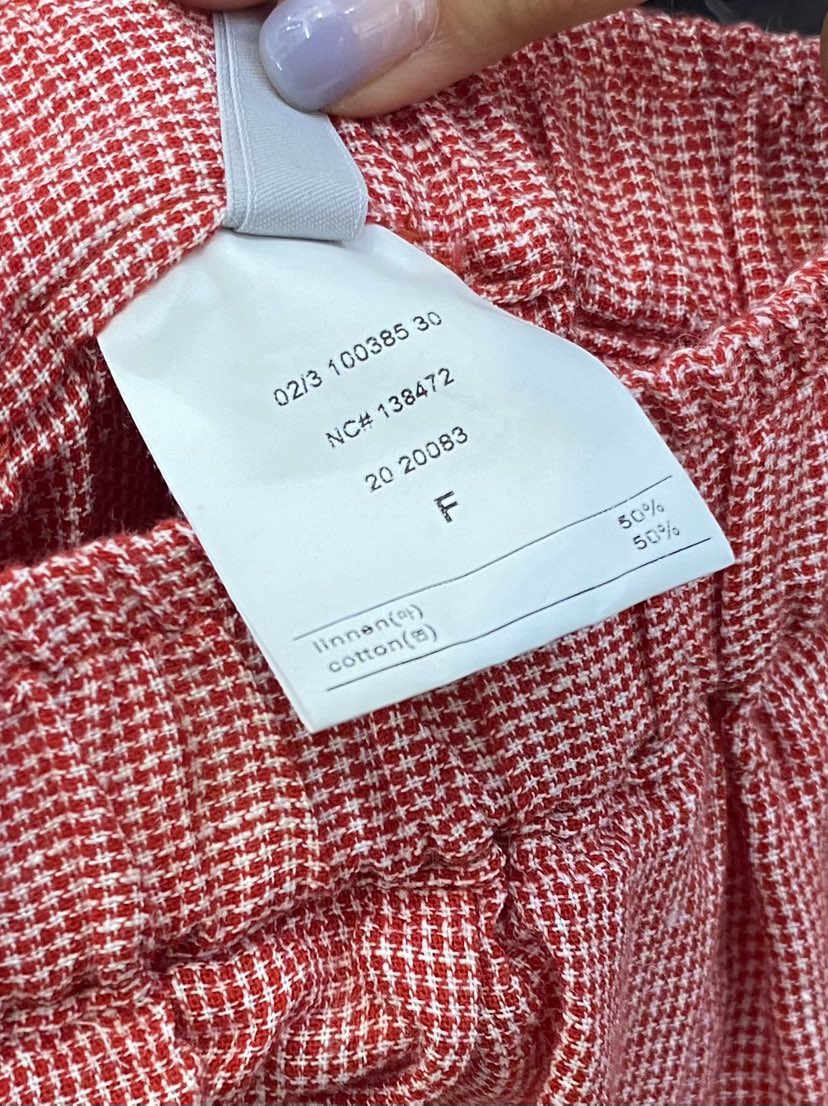 02/3 100385 30
NC# 138472
20 20083
F
linnen(마) 50%
cotton(면) 50%